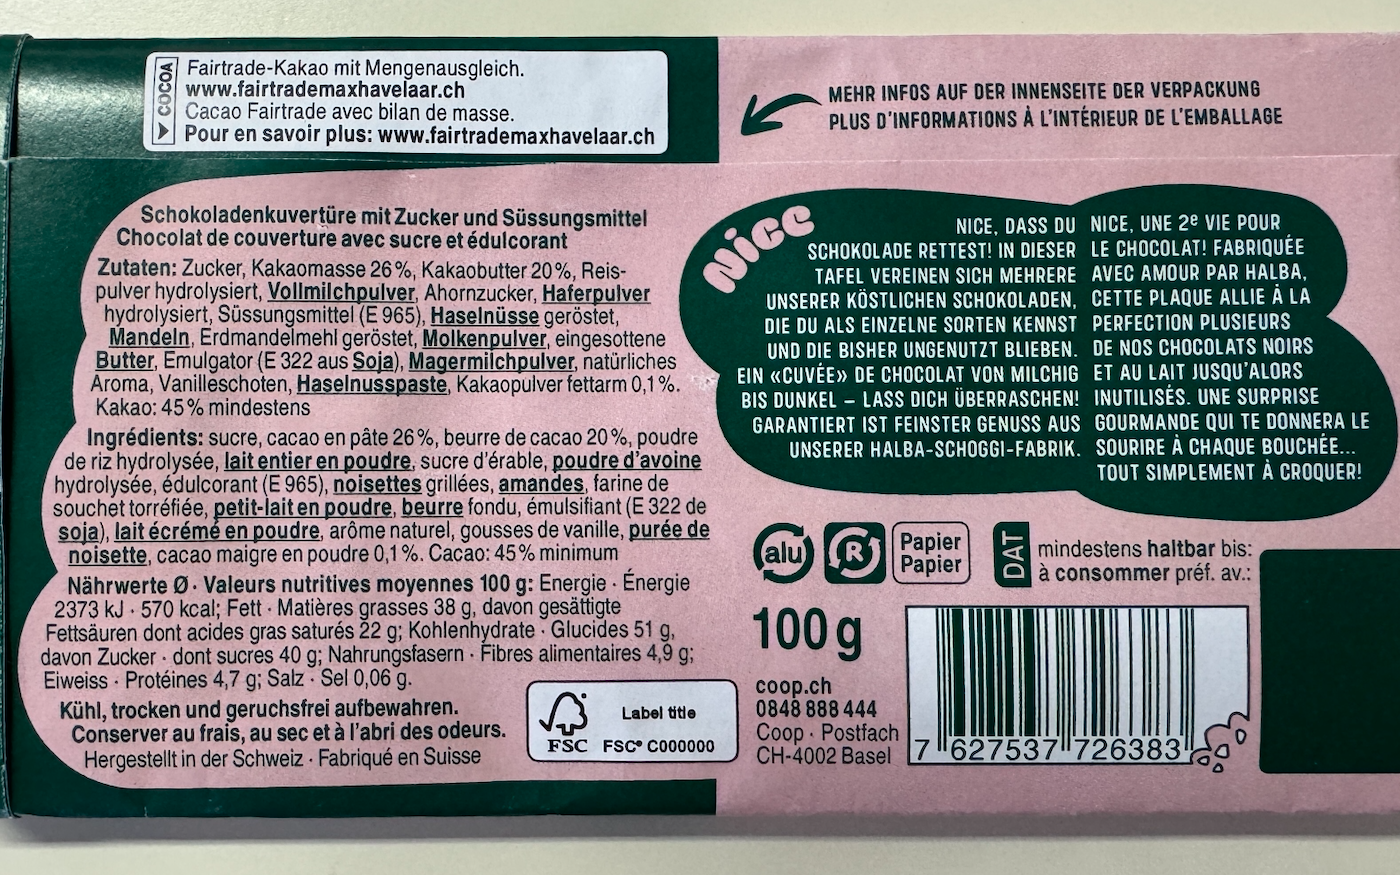 COCOA
Fairtrade-Kakao mit Mengenausgleich.
www.fairtrademaxhavelaar.ch
Cacao Fairtrade avec bilan de masse.
Pour en savoir plus: www.fairtrademaxhavelaar.ch
MEHR INFOS AUF DER INNENSEITE DER VERPACKUNG
PLUS D'INFORMATIONS À L'INTÉRIEUR DE L'EMBALLAGE
Schokoladenkuvertüre mit Zucker und Süssungsmittel
Chocolat de couverture avec sucre et édulcorant
Zutaten: Zucker, Kakaomasse 26%, Kakaobutter 20%, Reis-
pulver hydrolysiert, Vollmilchpulver, Ahornzucker, Haferpulver
hydrolysiert, Süssungsmittel (E 965), Haselnüsse geröstet,
Mandeln, Erdmandelmehl geröstet, Molkenpulver, eingesottene
Butter, Emulgator (E 322 aus Soja), Magermilchpulver, natürliches
Aroma, Vanilleschoten, Haselnusspaste, Kakaopulver fettarm 0,1%.
Kakao: 45% mindestens
Ingrédients: sucre, cacao en pâte 26%, beurre de cacao 20%, poudre
de riz hydrolysée, lait entier en poudre, sucre d'érable, poudre d'avoine
hydrolysée, édulcorant (E 965), noisettes grillées, amandes, farine de
souchet torréfiée, petit-lait en poudre, beurre fondu, émulsifiant (E 322 de
soja), lait écrémé en poudre, arôme naturel, gousses de vanille, purée de
noisette, cacao maigre en poudre 0,1%. Cacao: 45% minimum
Nährwerte Ø · Valeurs nutritives moyennes 100 g: Energie · Énergie
2373 kJ · 570 kcal; Fett · Matières grasses 38 g, davon gesättigte
Fettsäuren dont acides gras saturés 22 g; Kohlenhydrate · Glucides 51 g,
davon Zucker · dont sucres 40 g; Nahrungsfasern · Fibres alimentaires 4,9 g;
Eiweiss · Protéines 4,7 g; Salz · Sel 0,06 g.
Kühl, trocken und geruchsfrei aufbewahren.
Conserver au frais, au sec et à l'abri des odeurs.
Hergestellt in der Schweiz · Fabriqué en Suisse
FSC
Label title
FSC® C000000
Nice
NICE, DASS DU
SCHOKOLADE RETTEST! IN DIESER
TAFEL VEREINEN SICH MEHRERE
UNSERER KÖSTLICHEN SCHOKOLADEN,
DIE DU ALS EINZELNE SORTEN KENNST
UND DIE BISHER UNGENUTZT BLIEBEN.
EIN «CUVÉE» DE CHOCOLAT VON MILCHIG
BIS DUNKEL – LASS DICH ÜBERRASCHEN!
GARANTIERT IST FEINSTER GENUSS AUS
UNSERER HALBA-SCHOGGI-FABRIK.
NICE, UNE 2e VIE POUR
LE CHOCOLAT! FABRIQUÉE
AVEC AMOUR PAR HALBA,
CETTE PLAQUE ALLIE À LA
PERFECTION PLUSIEURS
DE NOS CHOCOLATS NOIRS
ET AU LAIT JUSQU'ALORS
INUTILISÉS. UNE SURPRISE
GOURMANDE QUI TE DONNERA LE
SOURIRE À CHAQUE BOUCHÉE...
TOUT SIMPLEMENT À CROQUER!
alu
R
Papier
Papier
DAT
mindestens haltbar bis:
à consommer préf. av.:
100 g
coop.ch
0848 888 444
Coop · Postfach
CH-4002 Basel
7 627537 726383